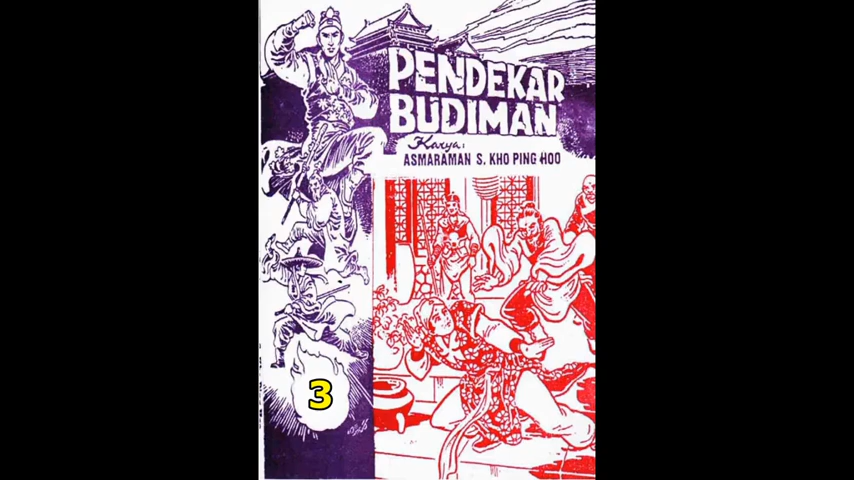 PENDEKAR
BUDIMAN
Karya:
ASMARAMAN S. KHO PING HOO
3